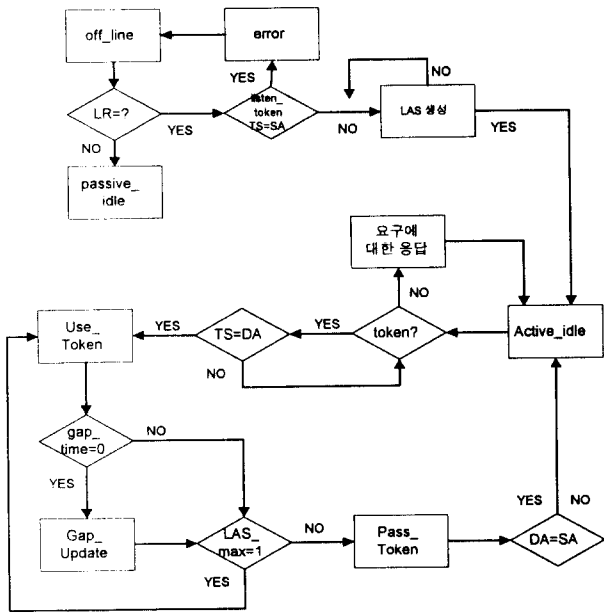 off_line
error
YES
NO
LR=?
YES
listen_
token
TS=SA
NO
LAS 생성
YES
NO
passive_
idle
요구에
대한 응답
NO
Use_
Token
YES
TS=DA
YES
token?
Active_idle
NO
gap_
time=0
NO
YES
Gap_
Update
LAS_
max=1
NO
Pass_
Token
YES
NO
DA=SA
YES